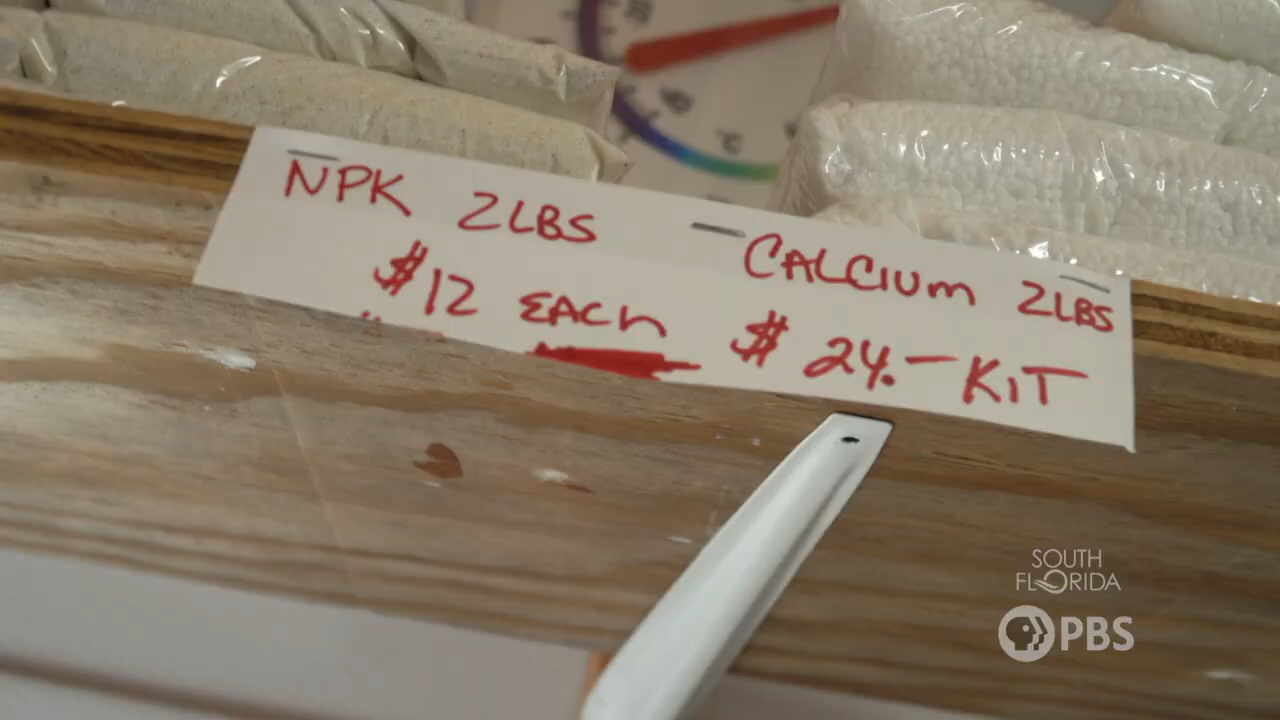 NPK 2LBS
CALCIUM 2LBS
$12 EACH
$ 24.- KIT
SOUTH
FLORIDA
PBS